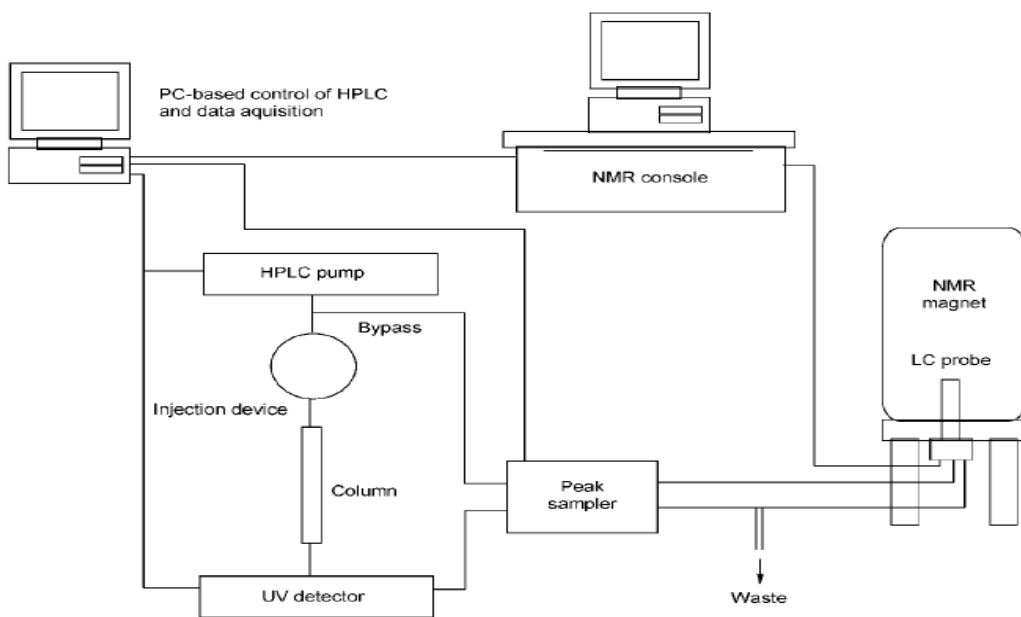 PC-based control of HPLC
and data aquisition
NMR console
HPLC pump
Bypass
Injection device
Column
UV detector
Peak
sampler
NMR
magnet
LC probe
Waste